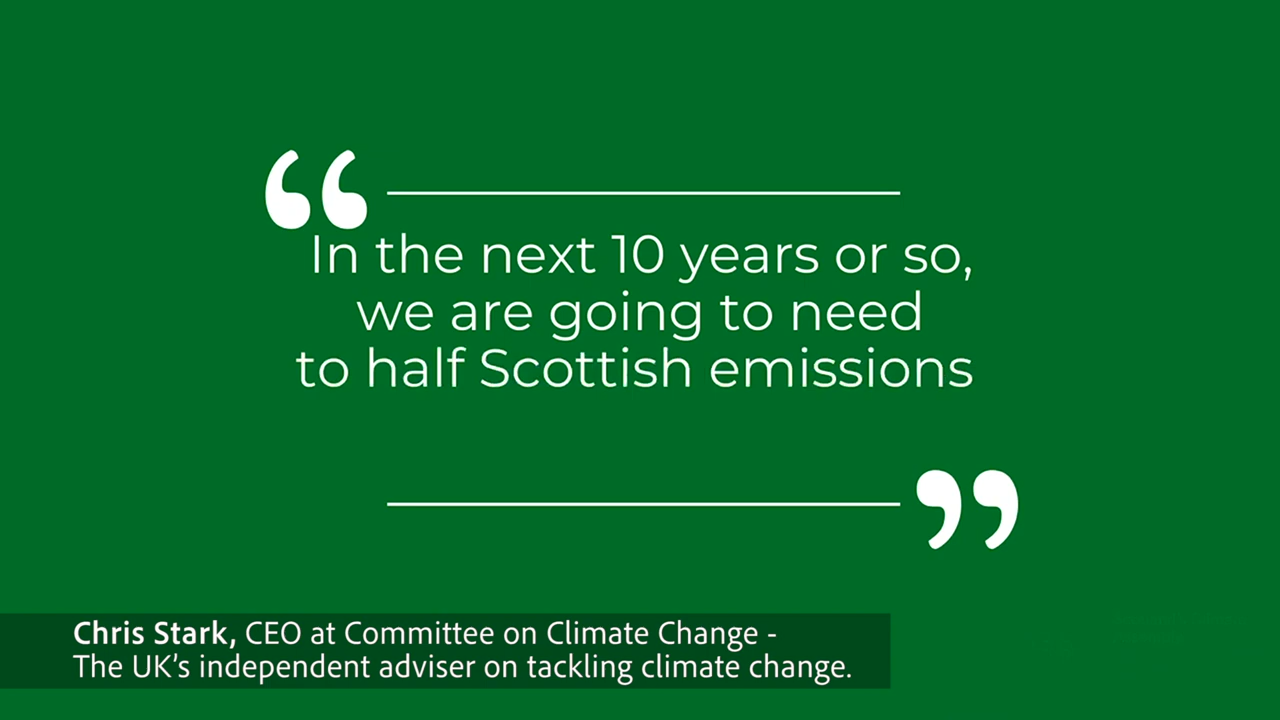 “
In the next 10 years or so,
we are going to need
to half Scottish emissions
”
Chris Stark, CEO at Committee on Climate Change -
The UK’s independent adviser on tackling climate change.